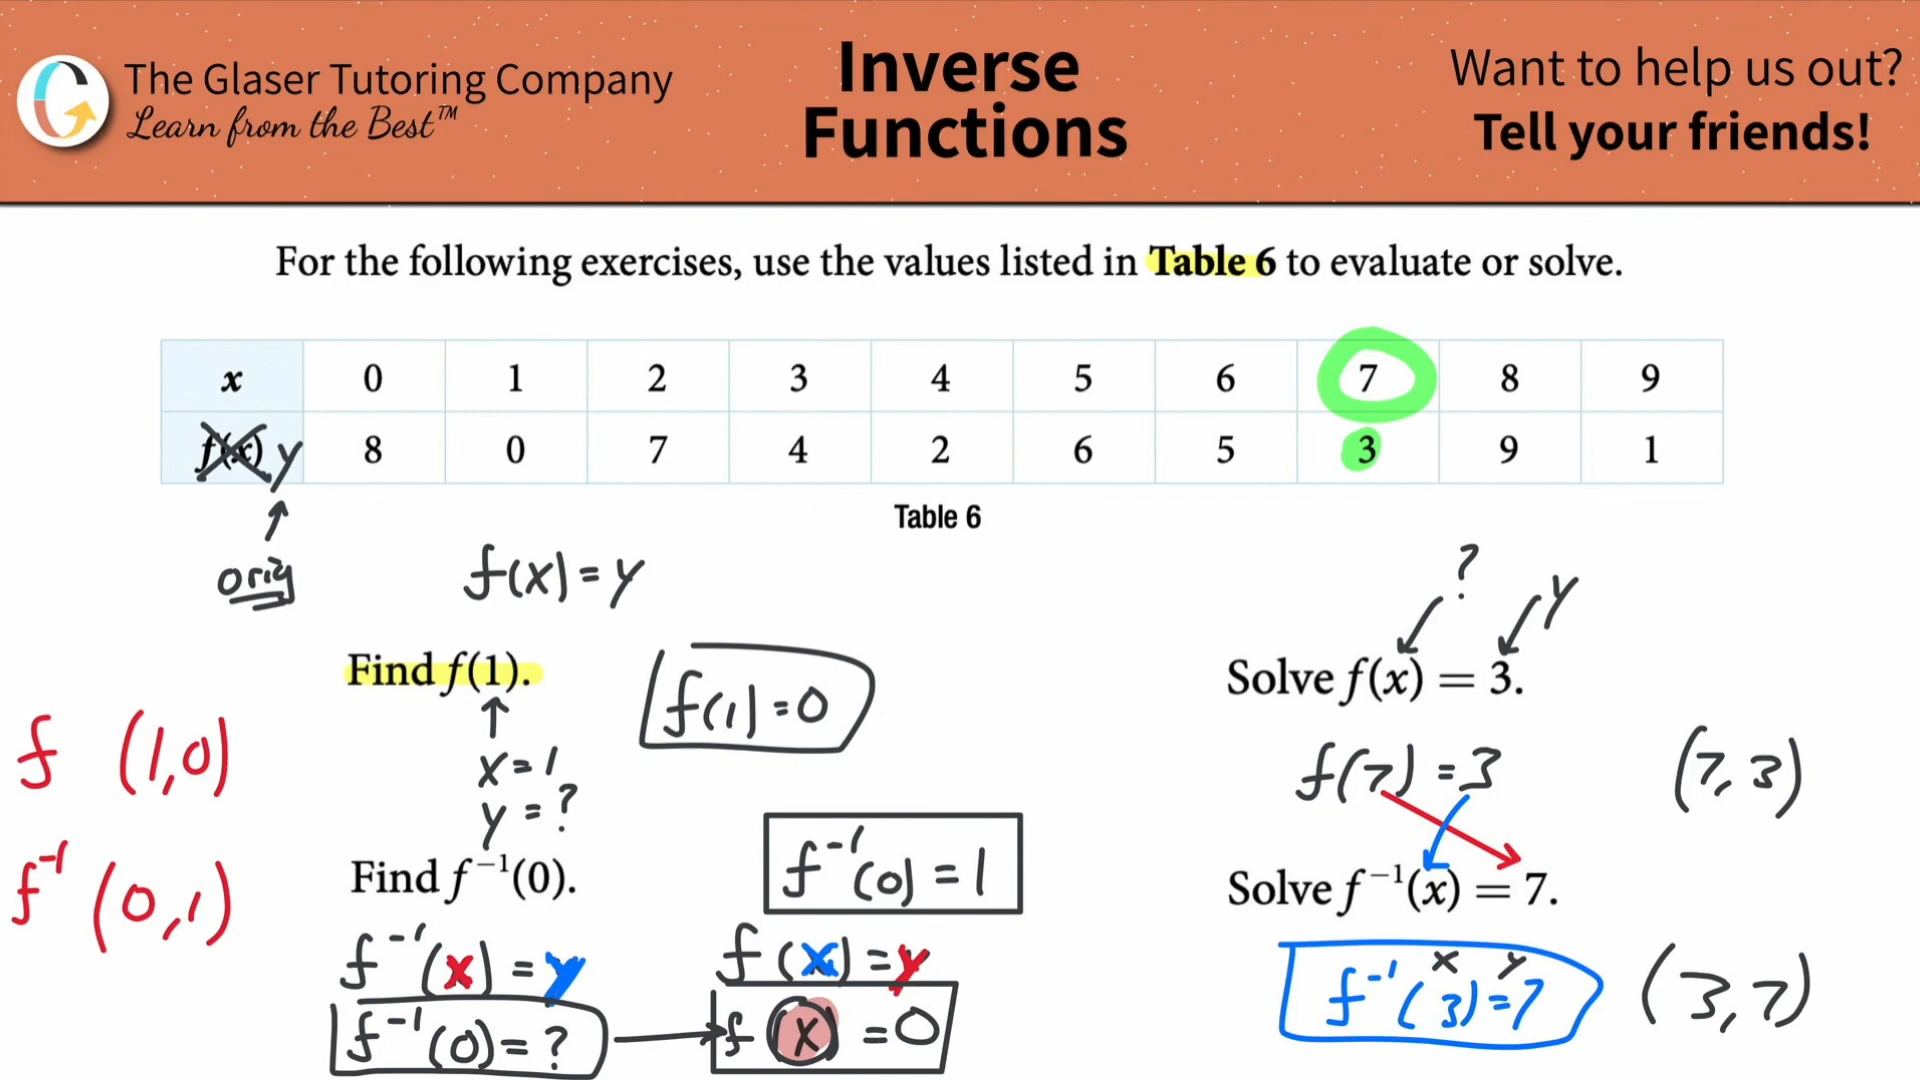 The Glaser Tutoring Company
Learn from the Best™
Inverse
Functions
Want to help us out?
Tell your friends!
For the following exercises, use the values listed in Table 6 to evaluate or solve.
x 0 1 2 3 4 5 6 7 8 9
f(x) y 8 0 7 4 2 6 5 3 9 1
Table 6
orig
f(x) = y
?
y
Find f(1).
f(1) = 0
x = 1
y = ?
f (1,0)
f⁻¹ (0,1)
Find f⁻¹(0).
f⁻¹(0) = 1
f⁻¹(x) = y
f(x) = y
f⁻¹(0) = ?
f(x) = 0
Solve f(x) = 3.
f(7) = 3
(7, 3)
Solve f⁻¹(x) = 7.
x y
f⁻¹(3) = 7
(3,7)